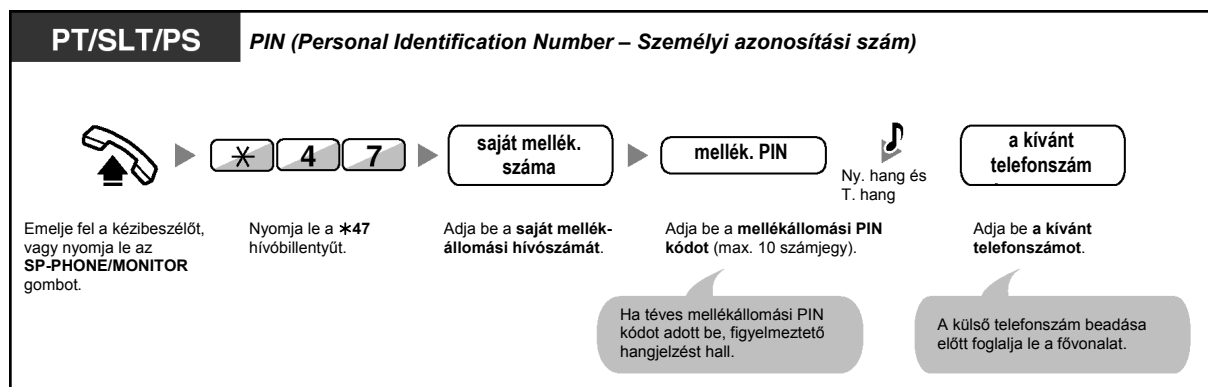 PT/SLT/PS
PIN (Personal Identification Number – Személyi azonosítási szám)
✳ 4 7
saját mellék.
száma
mellék. PIN
Ny. hang és
T. hang
a kívánt
telefonszám
Emelje fel a kézibeszélőt,
vagy nyomja le az
SP-PHONE/MONITOR
gombot.
Nyomja le a ✳47
hívóbillentyűt.
Adja be a saját mellék-
állomási hívószámát.
Adja be a mellékállomási PIN
kódot (max. 10 számjegy).
Adja be a kívánt
telefonszámot.
Ha téves mellékállomási PIN
kódot adott be, figyelmeztető
hangjelzést hall.
A külső telefonszám beadása
előtt foglalja le a fővonalat.